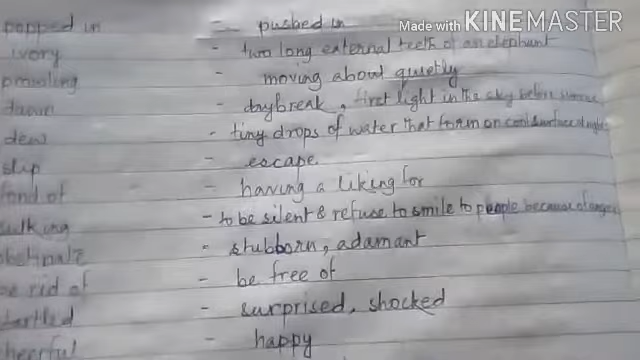 Made with KINEMASTER
popped in - pushed in
ivory - two long external teeth of an elephant
prowling - moving about quietly
dawn - daybreak, first light in the sky before sunrise
dew - tiny drops of water that form on cool surfaces at night
slip - escape
fond of - having a liking for
sulking - to be silent & refuse to smile to people because of anger
obstinate - stubborn, adamant
be rid of - be free of
startled - surprised, shocked
cheerful - happy